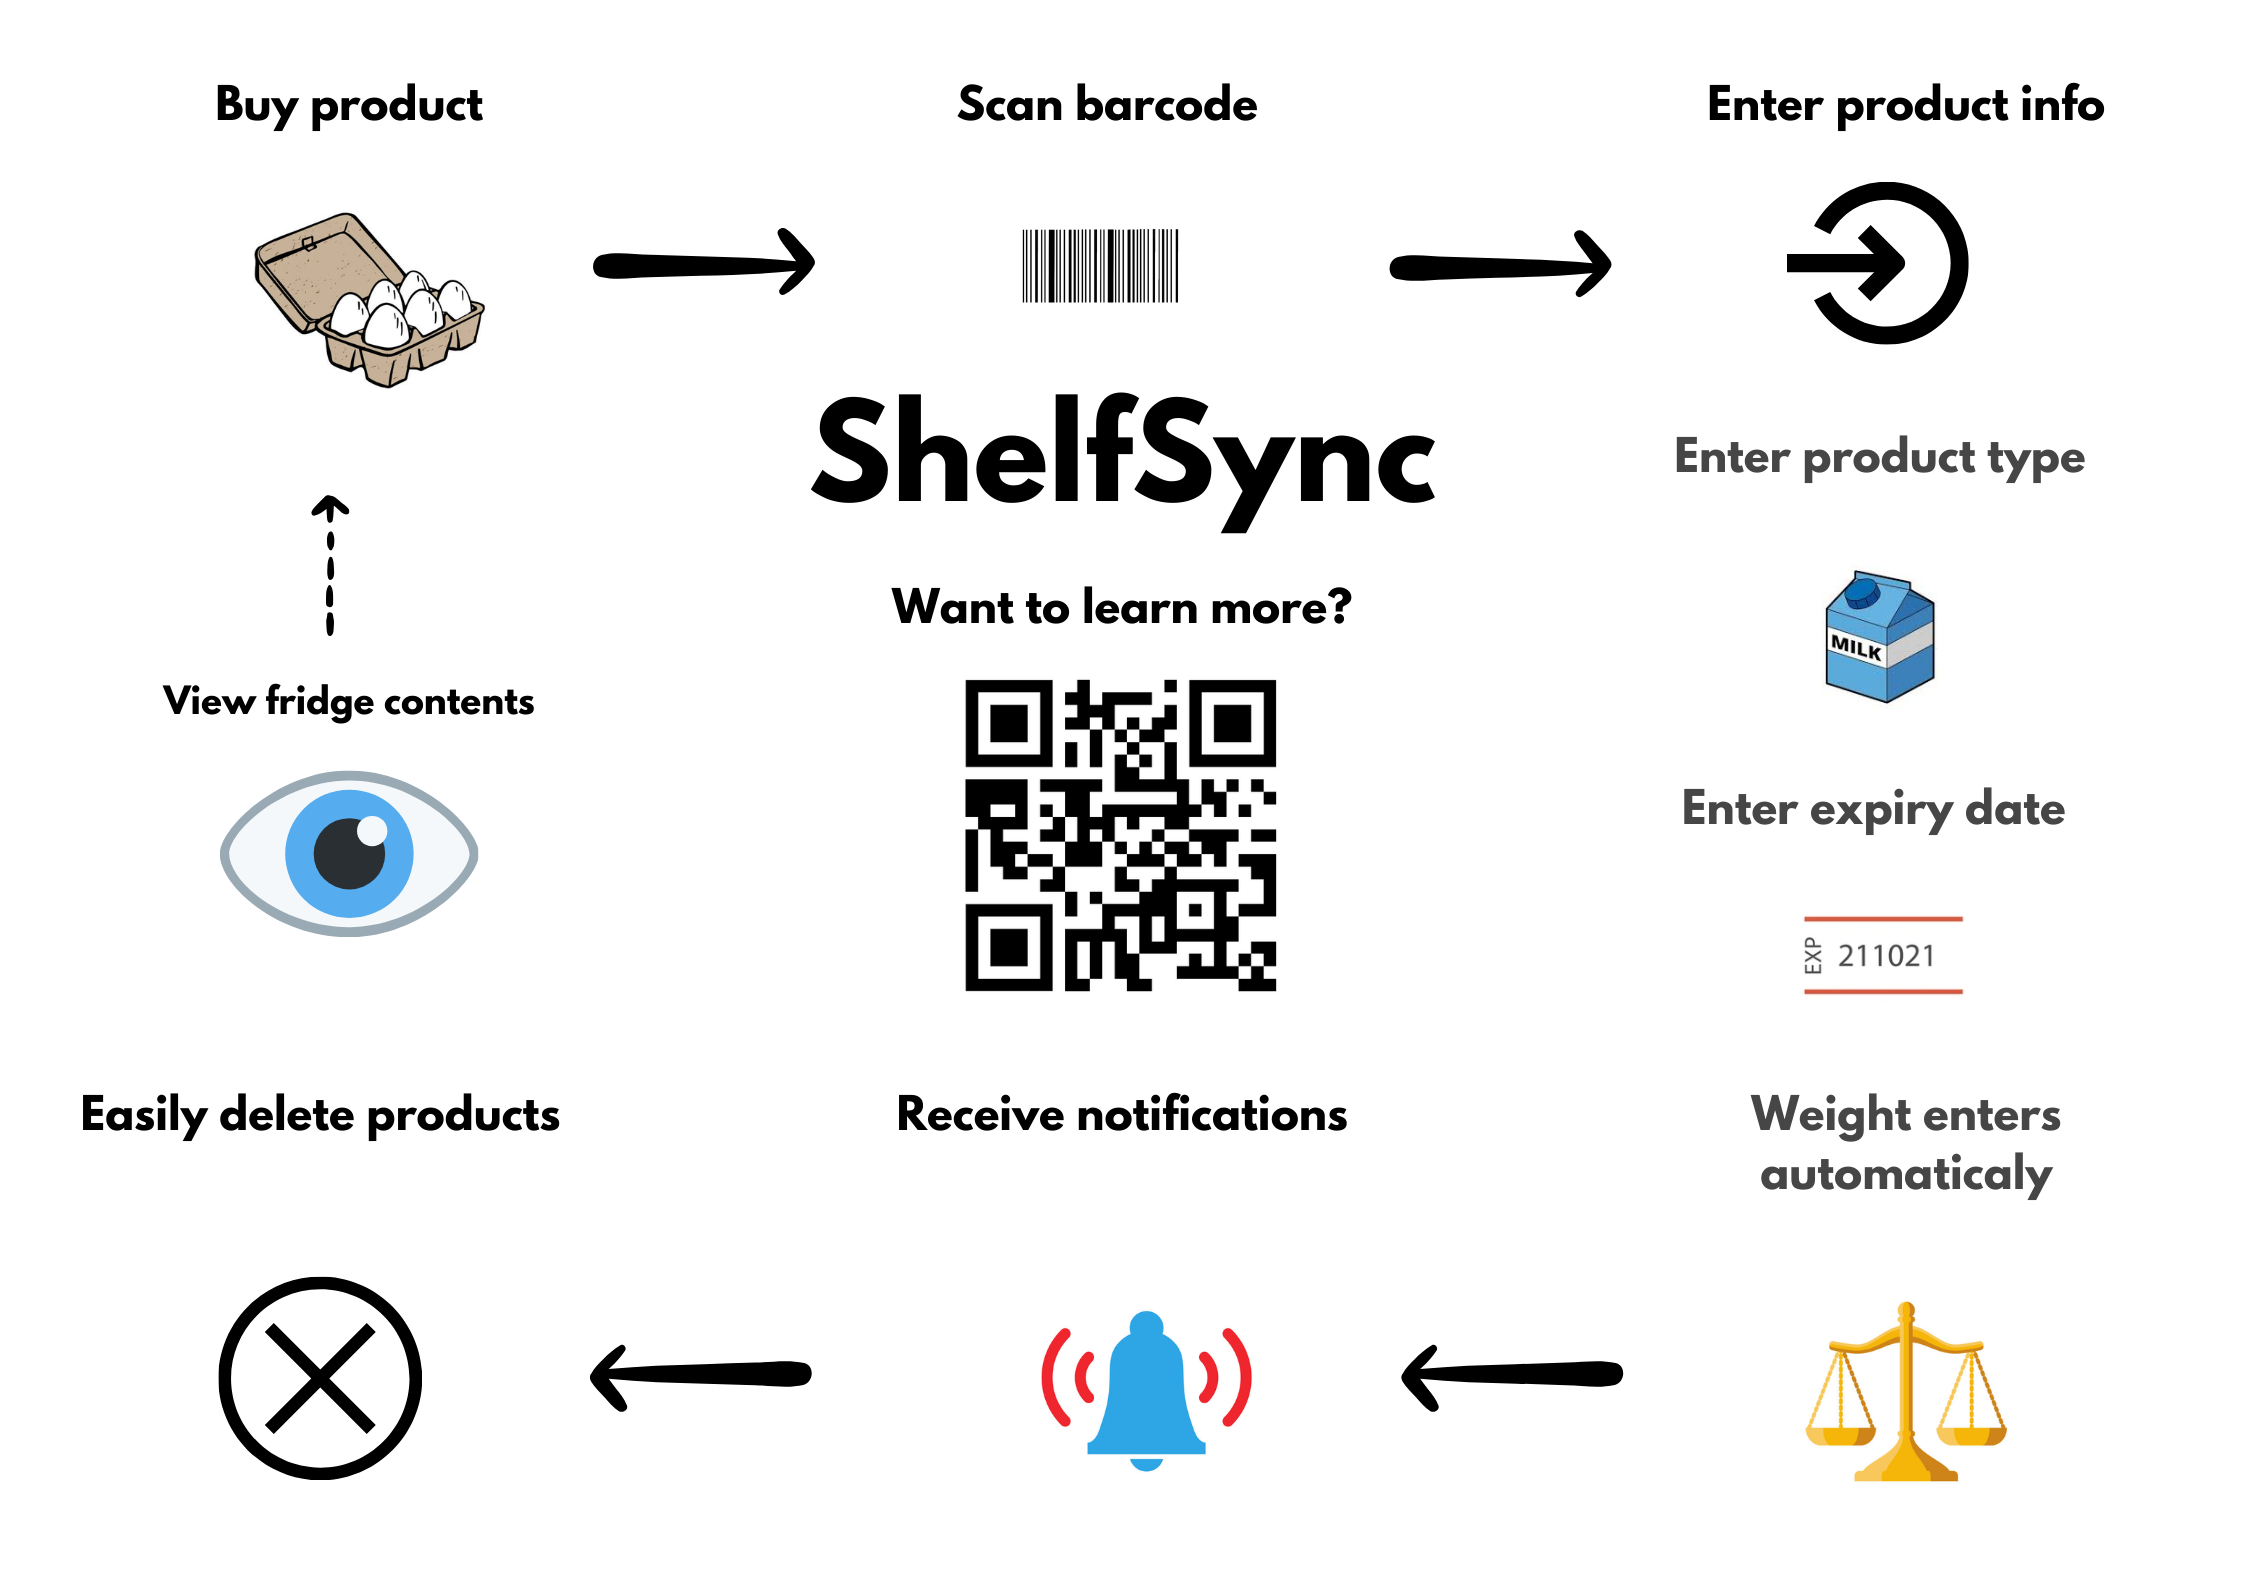 Buy product
Scan barcode
Enter product info
ShelfSync
Enter product type
Want to learn more?
MILK
View fridge contents
Enter expiry date
EXP 211021
Easily delete products
Receive notifications
Weight enters
automaticaly